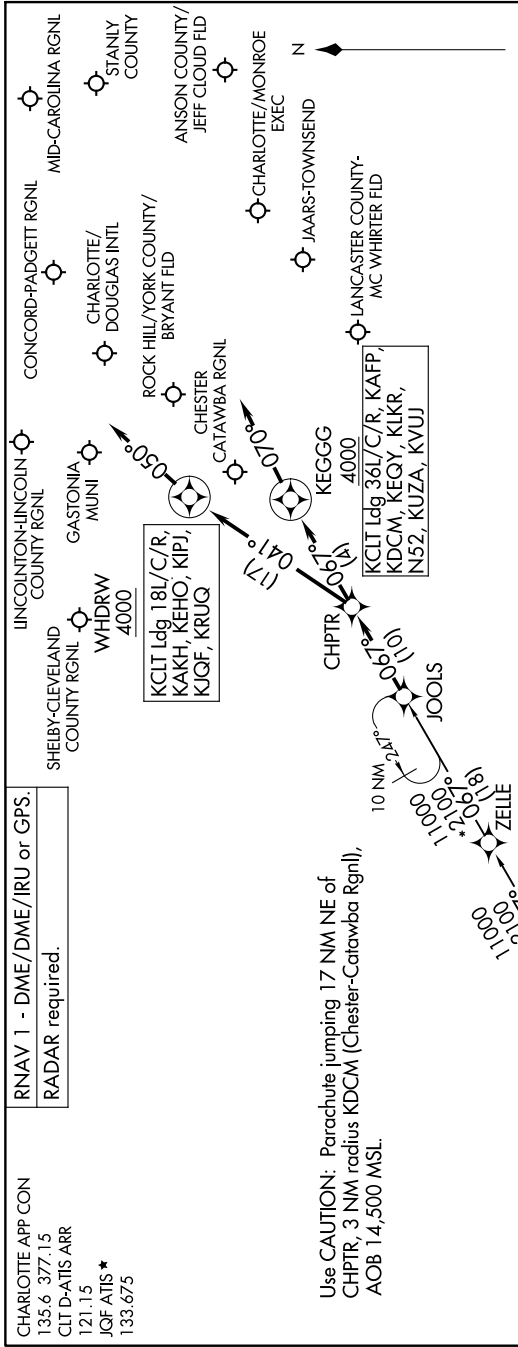 CHARLOTTE APP CON
135.6 377.15
CLT D-ATIS ARR
121.15
JQF ATIS★
133.675
RNAV 1 - DME/DME/IRU or GPS.
RADAR required.
LINCOLNTON-LINCOLN
COUNTY RGNL
CONCORD-PADGETT RGNL
MID-CAROLINA RGNL
SHELBY-CLEVELAND
COUNTY RGNL
GASTONIA
MUNI
CHARLOTTE/
DOUGLAS INTL
STANLY
COUNTY
WHDRW
4000
KCLT Ldg 18L/C/R,
KAKH, KEHO, KIPJ,
KJQF, KRUQ
050°
ROCK HILL/YORK COUNTY/
BRYANT FLD
ANSON COUNTY/
JEFF CLOUD FLD
CHESTER
CATAWBA RGNL
CHARLOTTE/MONROE
EXEC
N
JAARS-TOWNSEND
(17)
041°
070°
KEGGG
4000
KCLT Ldg 36L/C/R, KAFP,
KDCM, KEQY, KLKR,
N52, KUZA, KVUJ
LANCASTER COUNTY-
MC WHIRTER FLD
067°
(4)
CHPTR
067°
(10)
JOOLS
10 NM
247°
11000
*2100
067°
(18)
ZELLE
11000
Use CAUTION: Parachute jumping 17 NM NE of
CHPTR, 3 NM radius KDCM (Chester-Catawba Rgnl),
AOB 14,500 MSL.